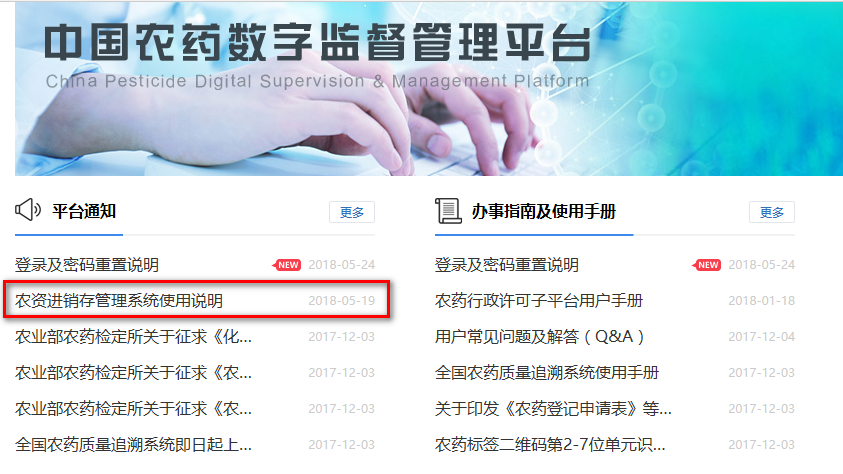 中国农药数字监督管理平台
China Pesticide Digital Supervision & Management Platform
平台通知 更多
登录及密码重置说明 NEW 2018-05-24
农资进销存管理系统使用说明 2018-05-19
农业部农药检定所关于征求《化... 2017-12-03
农业部农药检定所关于征求《农... 2017-12-03
农业部农药检定所关于征求《农... 2017-12-03
全国农药质量追溯系统即日起上... 2017-12-03
办事指南及使用手册 更多
登录及密码重置说明 NEW 2018-05-24
农药行政许可子平台用户手册 2018-01-18
用户常见问题及解答（Q&A） 2017-12-04
全国农药质量追溯系统使用手册 2017-12-03
关于印发《农药登记申请表》等... 2017-12-03
农药标签二维码第2-7位单元识... 2017-12-03